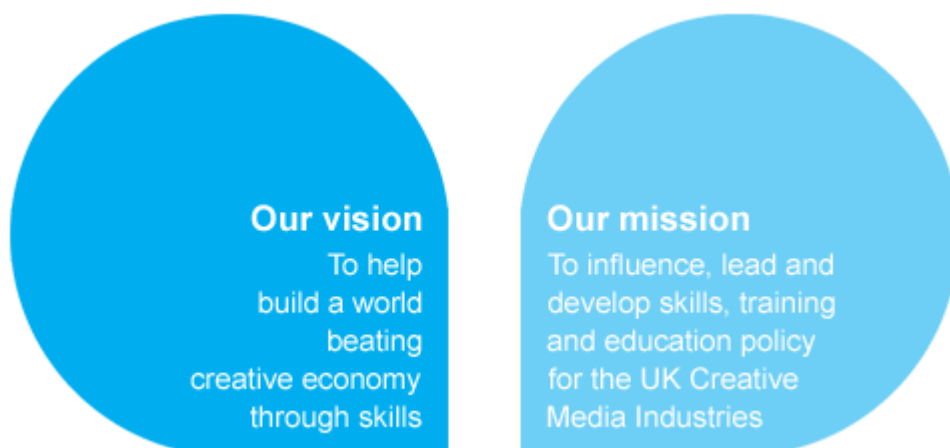 Our vision
To help
build a world
beating
creative economy
through skills
Our mission
To influence, lead and
develop skills, training
and education policy
for the UK Creative
Media Industries